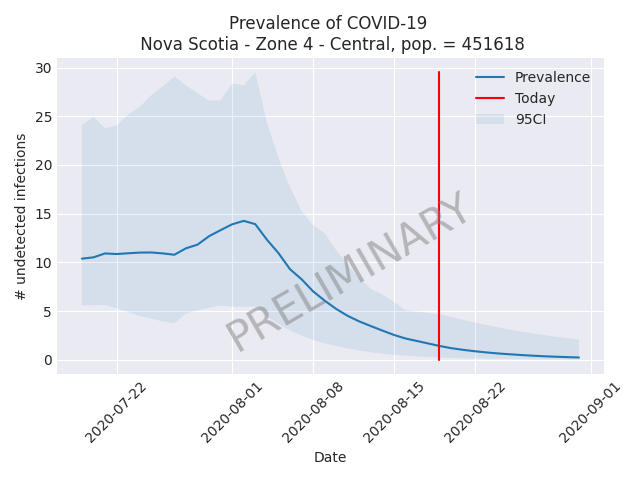 Prevalence of COVID-19
Nova Scotia - Zone 4 - Central, pop. = 451618
30
25
20
15
10
5
0
# undetected infections
Prevalence
Today
95CI
PRELIMINARY
2020-07-22
2020-08-01
2020-08-08
2020-08-15
2020-08-22
2020-09-01
Date